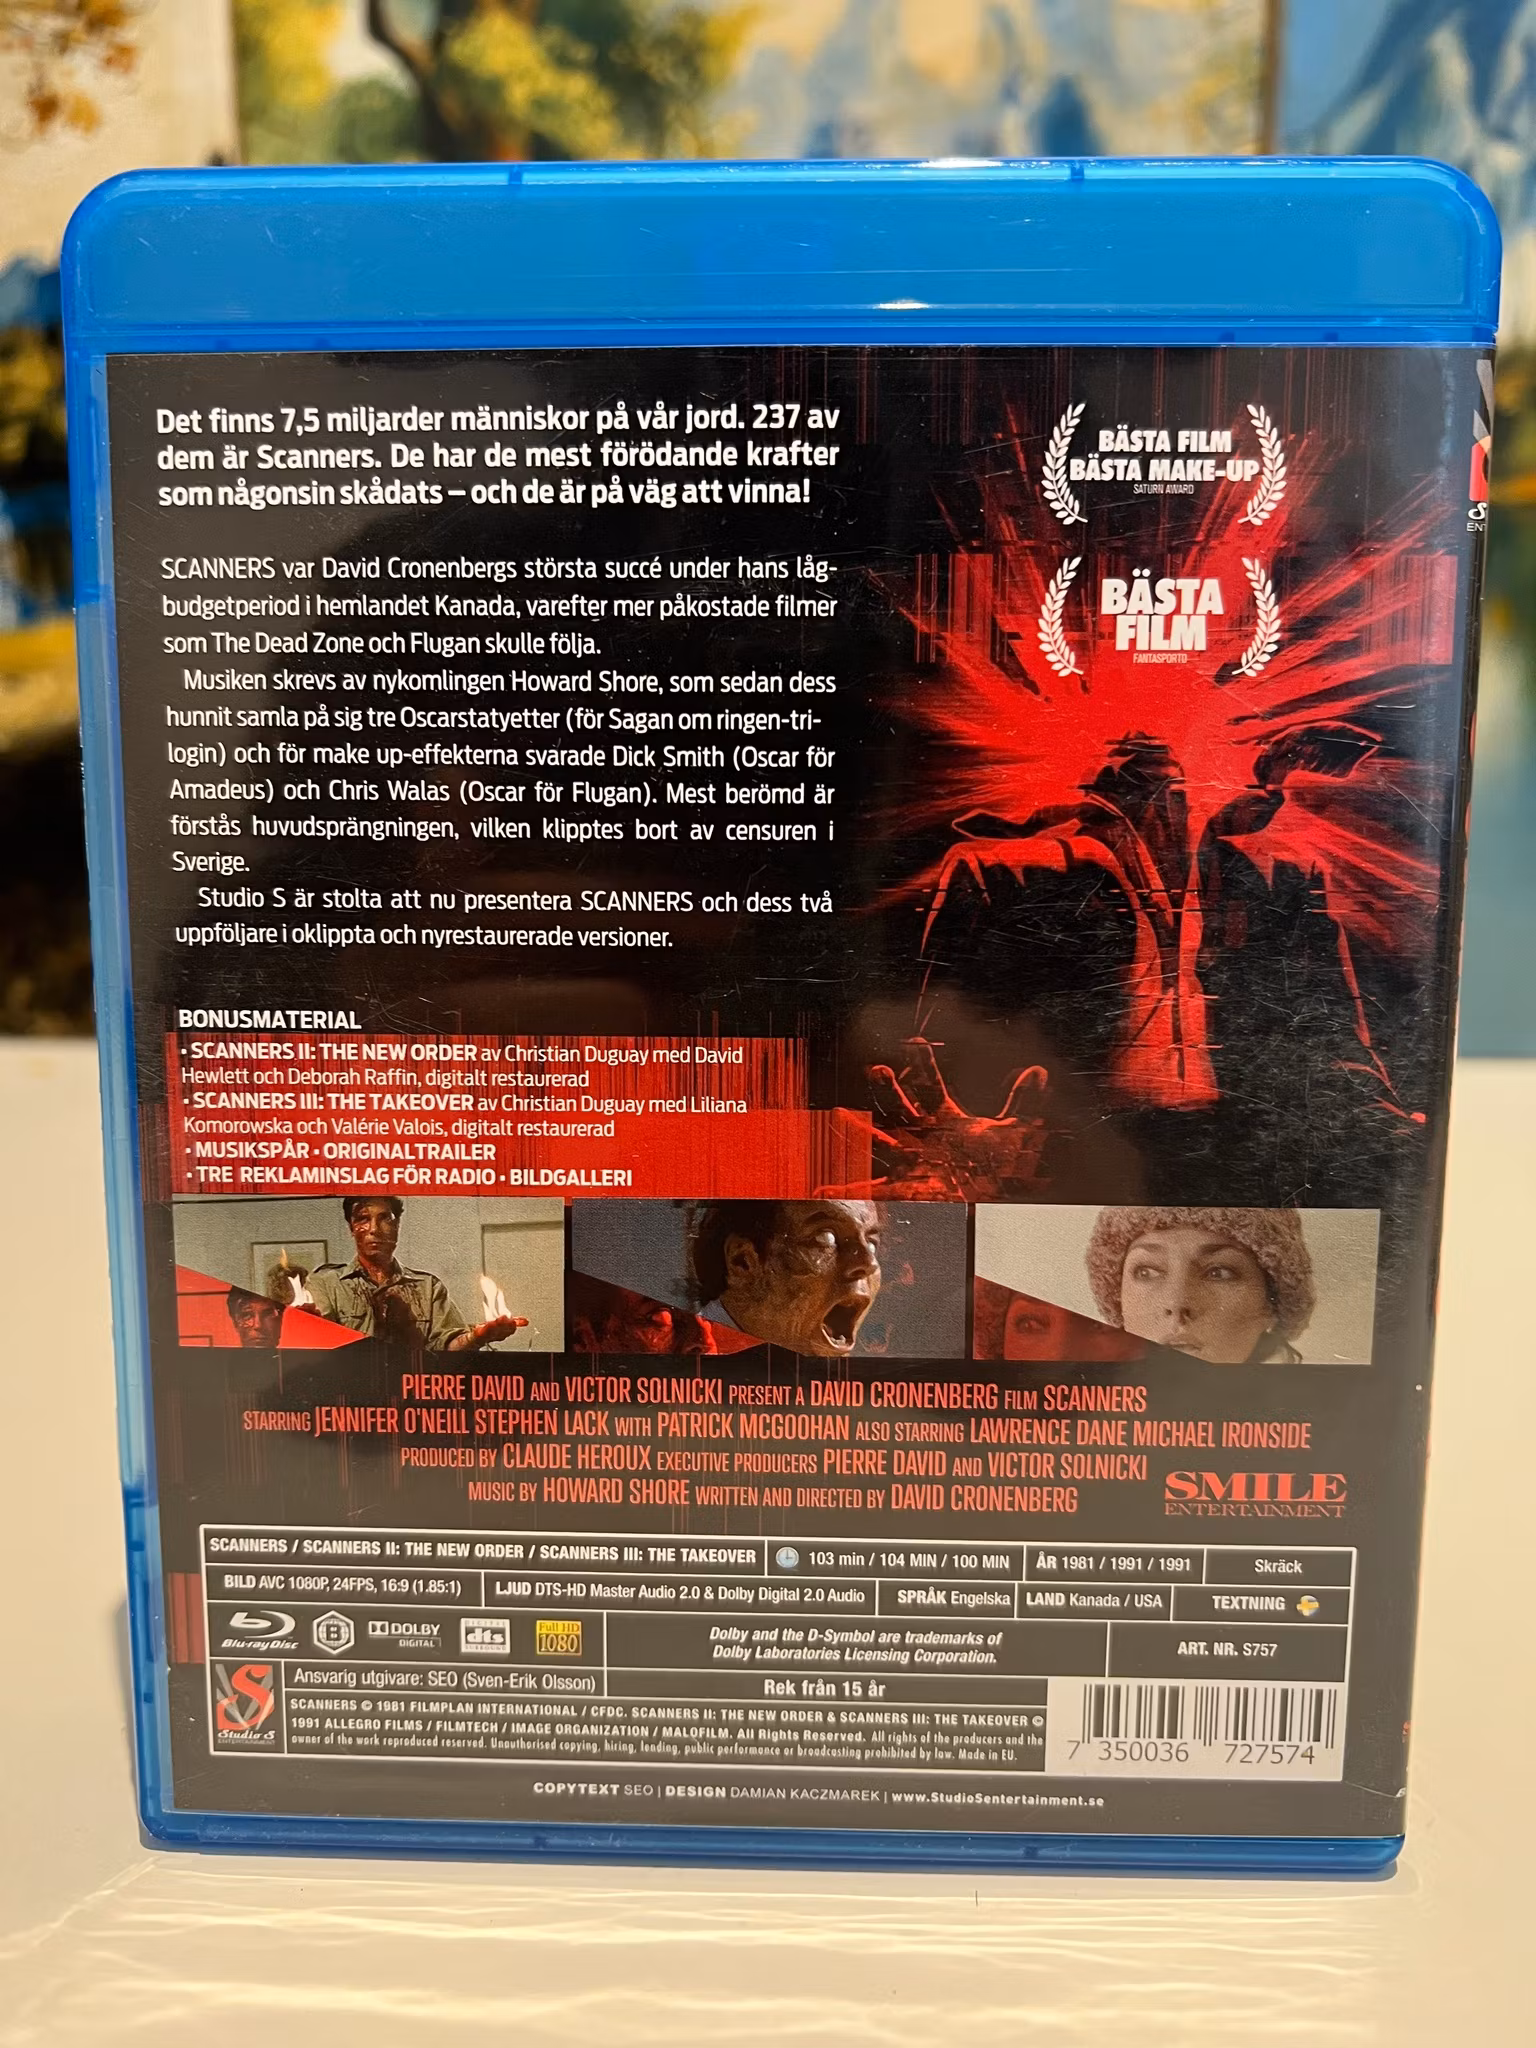 Det finns 7,5 miljarder människor på vår jord. 237 av
dem är Scanners. De har de mest förödande krafter
som någonsin skådats – och de är på väg att vinna!
BÄSTA FILM
BÄSTA MAKE-UP
SATURN AWARD
BÄSTA
FILM
FANTASPORTO
SCANNERS var David Cronenbergs största succé under hans låg-
budgetperiod i hemlandet Kanada, varefter mer påkostade filmer
som The Dead Zone och Flugan skulle följa.
Musiken skrevs av nykomlingen Howard Shore, som sedan dess
hunnit samla på sig tre Oscarstatyetter (för Sagan om ringen-tri-
login) och för make up-effekterna svarade Dick Smith (Oscar för
Amadeus) och Chris Walas (Oscar för Flugan). Mest berömd är
förstås huvudsprängningen, vilken klipptes bort av censuren i
Sverige.
Studio S är stolta att nu presentera SCANNERS och dess två
uppföljare i oklippta och nyrestaurerade versioner.
BONUSMATERIAL
• SCANNERS II: THE NEW ORDER av Christian Duguay med David
Hewlett och Deborah Raffin, digitalt restaurerad
• SCANNERS III: THE TAKEOVER av Christian Duguay med Liliana
Komorowska och Valérie Valois, digitalt restaurerad
• MUSIKSPÅR • ORIGINALTRAILER
• TRE REKLAMINSLAG FÖR RADIO • BILDGALLERI
PIERRE DAVID AND VICTOR SOLNICKI PRESENT A DAVID CRONENBERG FILM SCANNERS
STARRING JENNIFER O'NEILL STEPHEN LACK WITH PATRICK MCGOOHAN ALSO STARRING LAWRENCE DANE MICHAEL IRONSIDE
PRODUCED BY CLAUDE HEROUX EXECUTIVE PRODUCERS PIERRE DAVID AND VICTOR SOLNICKI
MUSIC BY HOWARD SHORE WRITTEN AND DIRECTED BY DAVID CRONENBERG
SMILE
ENTERTAINMENT
SCANNERS / SCANNERS II: THE NEW ORDER / SCANNERS III: THE TAKEOVER 103 min / 104 MIN / 100 MIN ÅR 1981 / 1991 / 1991 Skräck
BILD AVC 1080P, 24FPS, 16:9 (1.85:1) LJUD DTS-HD Master Audio 2.0 & Dolby Digital 2.0 Audio SPRÅK Engelska LAND Kanada / USA TEXTNING
Blu-ray Disc B DOLBY DIGITAL DIGITAL dts SURROUND Full HD 1080
Dolby and the D-Symbol are trademarks of
Dolby Laboratories Licensing Corporation.
ART. NR. S757
Studio S
ENTERTAINMENT
Ansvarig utgivare: SEO (Sven-Erik Olsson) Rek från 15 år
SCANNERS © 1981 FILMPLAN INTERNATIONAL / CFDC. SCANNERS II: THE NEW ORDER & SCANNERS III: THE TAKEOVER ©
1991 ALLEGRO FILMS / FILMTECH / IMAGE ORGANIZATION / MALOFILM. All Rights Reserved. All rights of the producers and the
owner of the work reproduced reserved. Unauthorised copying, hiring, lending, public performance or broadcasting prohibited by law. Made in EU.
7 350036 727574
COPYTEXT SEO | DESIGN DAMIAN KACZMAREK | www.StudioSentertainment.se